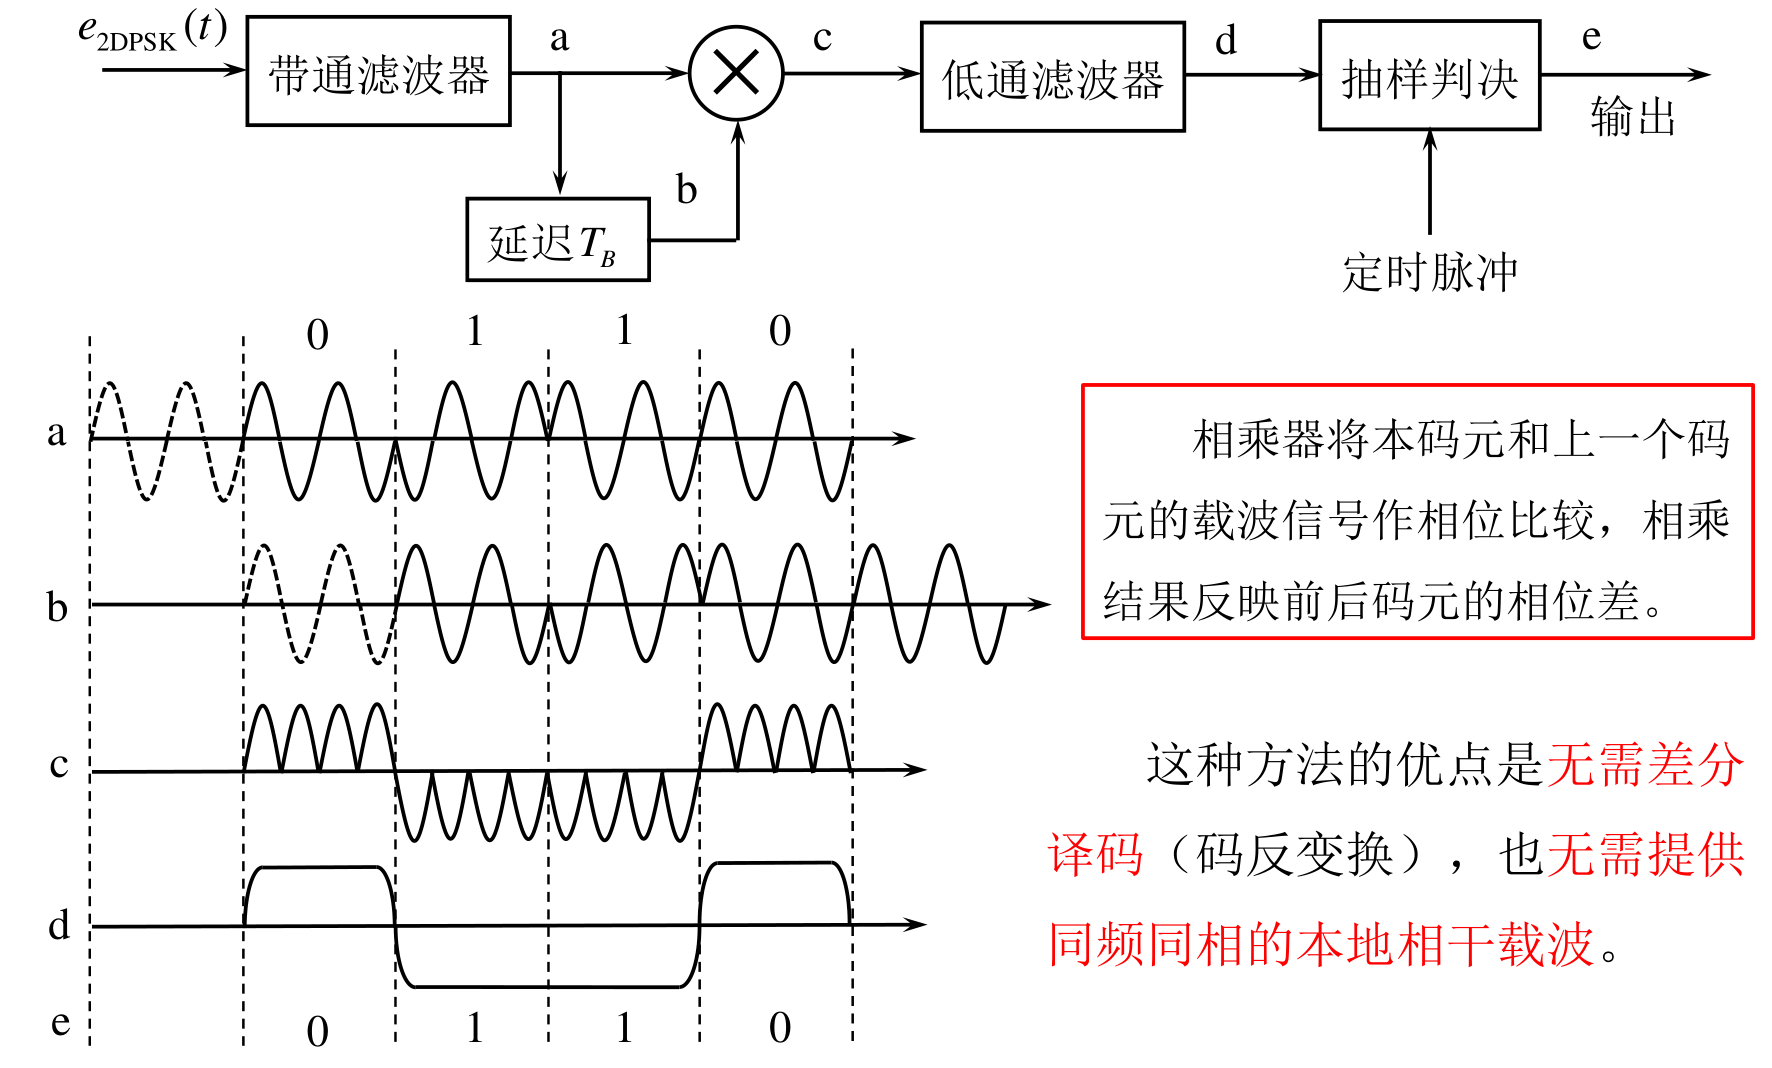 e2DPSK(t)
带通滤波器
a
c
低通滤波器
d
抽样判决
e
输出
b
延迟TB
定时脉冲
0 1 1 0
a
b
c
d
e
0 1 1 0
相乘器将本码元和上一个码
元的载波信号作相位比较，相乘
结果反映前后码元的相位差。
这种方法的优点是无需差分
译码（码反变换），也无需提供
同频同相的本地相干载波。